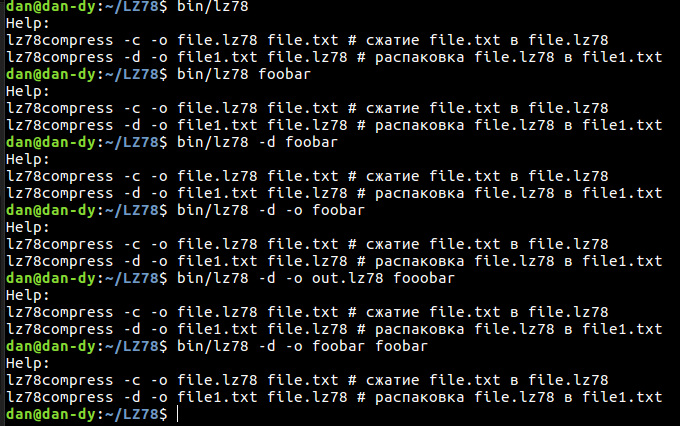 dan@dan-dy:~/LZ78$ bin/lz78
Help:
lz78compress -c -o file.lz78 file.txt # сжатие file.txt в file.lz78
lz78compress -d -o file1.txt file.lz78 # распаковка file.lz78 в file1.txt
dan@dan-dy:~/LZ78$ bin/lz78 foobar
Help:
lz78compress -c -o file.lz78 file.txt # сжатие file.txt в file.lz78
lz78compress -d -o file1.txt file.lz78 # распаковка file.lz78 в file1.txt
dan@dan-dy:~/LZ78$ bin/lz78 -d foobar
Help:
lz78compress -c -o file.lz78 file.txt # сжатие file.txt в file.lz78
lz78compress -d -o file1.txt file.lz78 # распаковка file.lz78 в file1.txt
dan@dan-dy:~/LZ78$ bin/lz78 -d -o foobar
Help:
lz78compress -c -o file.lz78 file.txt # сжатие file.txt в file.lz78
lz78compress -d -o file1.txt file.lz78 # распаковка file.lz78 в file1.txt
dan@dan-dy:~/LZ78$ bin/lz78 -d -o out.lz78 fooobar
Help:
lz78compress -c -o file.lz78 file.txt # сжатие file.txt в file.lz78
lz78compress -d -o file1.txt file.lz78 # распаковка file.lz78 в file1.txt
dan@dan-dy:~/LZ78$ bin/lz78 -d -o foobar foobar
Help:
lz78compress -c -o file.lz78 file.txt # сжатие file.txt в file.lz78
lz78compress -d -o file1.txt file.lz78 # распаковка file.lz78 в file1.txt
dan@dan-dy:~/LZ78$